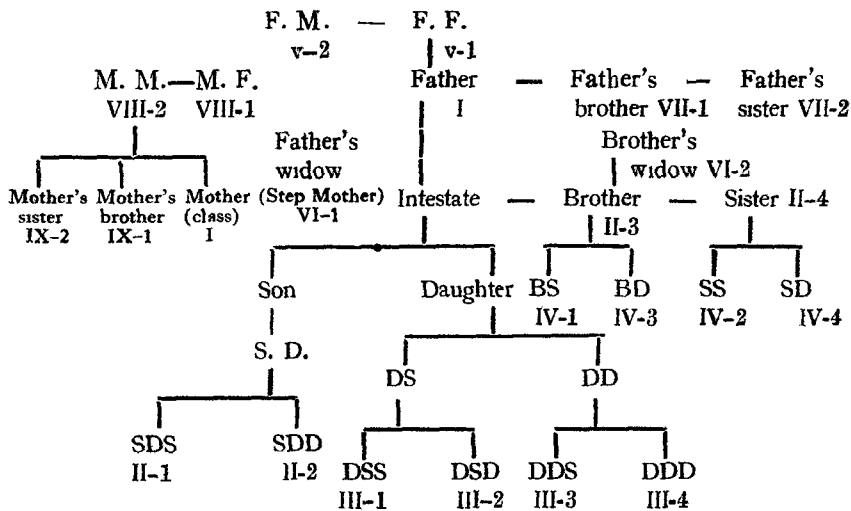 F. M. — F. F.
v-2 v-1
M. M.—M. F. Father — Father's — Father's
VIII-2 VIII-1 I brother VII-1 sister VII-2
Father's Brother's
widow widow VI-2
Mother's Mother's Mother (Step Mother) Intestate — Brother — Sister II-4
sister brother (class) VI-1 II-3
IX-2 IX-1 I
Son Daughter BS BD SS SD
IV-1 IV-3 IV-2 IV-4
S. D.
DS DD
SDS SDD
II-1 II-2
DSS DSD DDS DDD
III-1 III-2 III-3 III-4